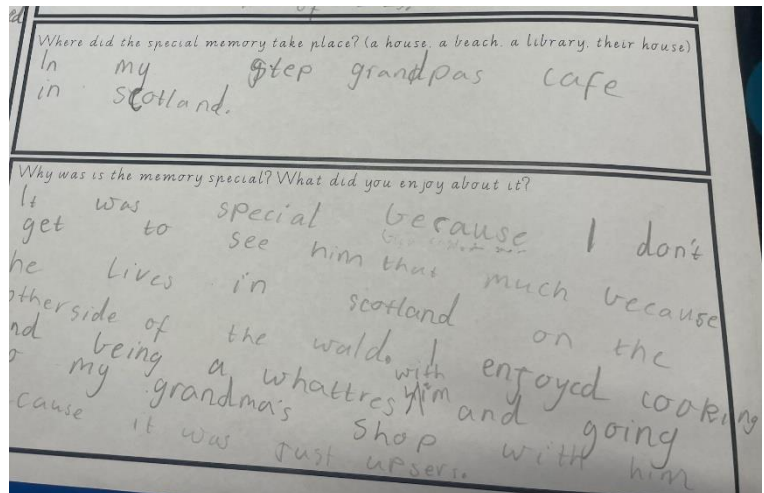 Where did the special memory take place? (a house, a beach, a library, their house)
In my step grandpas cafe
in scotland.
Why was is the memory special? What did you enjoy about it?
It was special because I don't
get to see him that much because
he lives in scotland on the
otherside of the wald. I enjoyed cooking
nd being a whattres with him and going
my grandma's shop with him
cause it was just upsers.